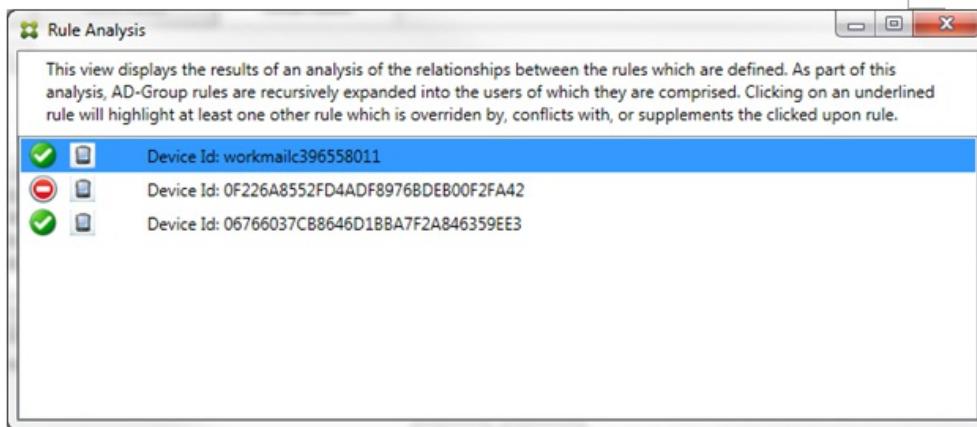 Rule Analysis
This view displays the results of an analysis of the relationships between the rules which are defined. As part of this
analysis, AD-Group rules are recursively expanded into the users of which they are comprised. Clicking on an underlined
rule will highlight at least one other rule which is overriden by, conflicts with, or supplements the clicked upon rule.
Device Id: workmailc396558011
Device Id: 0F226A8552FD4ADF8976BDEB00F2FA42
Device Id: 06766037CB8646D1BBA7F2A846359EE3